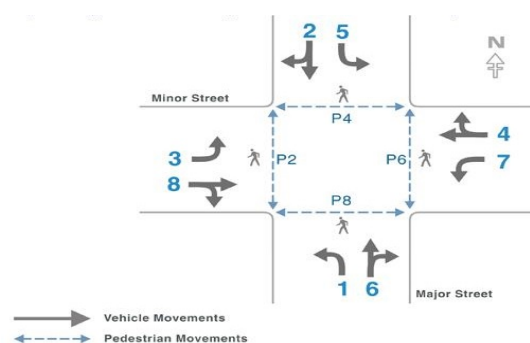 2 5
N
Minor Street
P4
4
3
P2
P6
7
8
P8
1 6
Major Street
Vehicle Movements
Pedestrian Movements